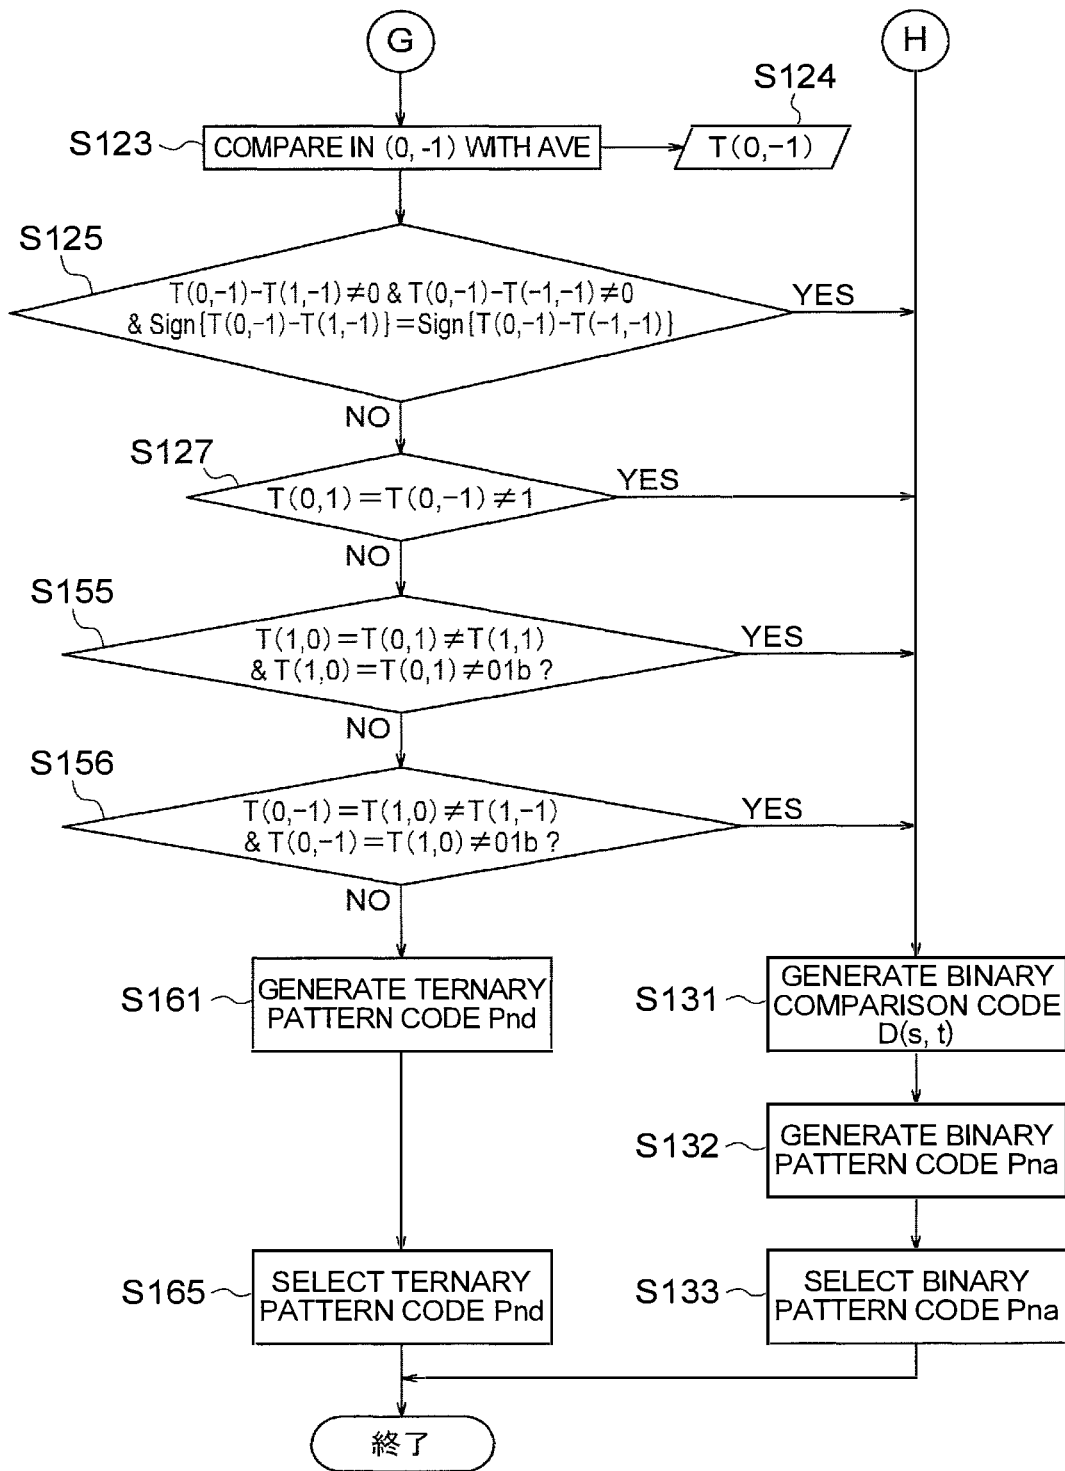 G
H
S123
COMPARE IN (0, -1) WITH AVE
S124
T(0,-1)
S125
T(0,-1)-T(1,-1)≠0 & T(0,-1)-T(-1,-1)≠0
& Sign{T(0,-1)-T(1,-1)}=Sign{T(0,-1)-T(-1,-1)}
YES
NO
S127
T(0,1)=T(0,-1)≠1
YES
NO
S155
T(1,0)=T(0,1)≠T(1,1)
& T(1,0)=T(0,1)≠01b ?
YES
NO
S156
T(0,-1)=T(1,0)≠T(1,-1)
& T(0,-1)=T(1,0)≠01b ?
YES
NO
S161
GENERATE TERNARY
PATTERN CODE Pnd
S131
GENERATE BINARY
COMPARISON CODE
D(s, t)
S132
GENERATE BINARY
PATTERN CODE Pna
S165
SELECT TERNARY
PATTERN CODE Pnd
S133
SELECT BINARY
PATTERN CODE Pna
終了